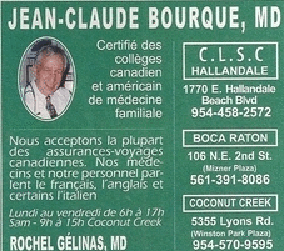 JEAN-CLAUDE BOURQUE, MD
Certifié des
collèges
canadien
et américain
de médecine
familiale
Nous acceptons la plupart
des assurances-voyages
canadiennes. Nos méde-
cins et notre personnel par-
lent le français, l'anglais et
certains l'italien
Lundi au vendredi de 6h à 17h
Sam - 9h à 15h Coconut Creek
ROCHEL GÉLINAS, MD
C.L.S.C
HALLANDALE
1770 E. Hallandale
Beach Blvd
954-458-2572
BOCA RATON
106 N.E. 2nd St.
(Mizner Plaza)
561-391-8086
COCONUT CREEK
5355 Lyons Rd.
(Winston Park Plaza)
954-570-9595